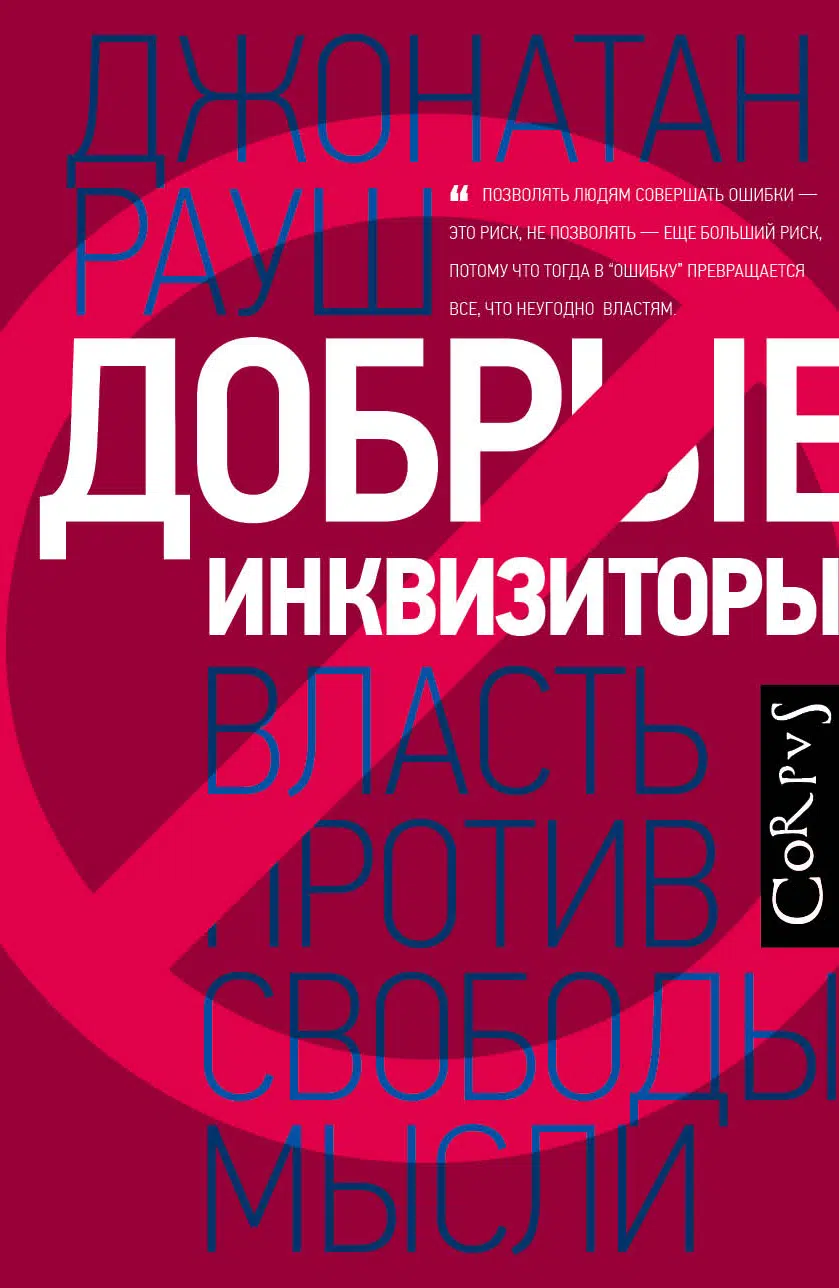 ДЖОНАТАН
РАУШ
“ ПОЗВОЛЯТЬ ЛЮДЯМ СОВЕРШАТЬ ОШИБКИ —
ЭТО РИСК, НЕ ПОЗВОЛЯТЬ — ЕЩЕ БОЛЬШИЙ РИСК,
ПОТОМУ ЧТО ТОГДА В “ОШИБКУ” ПРЕВРАЩАЕТСЯ
ВСЕ, ЧТО НЕУГОДНО ВЛАСТЯМ.
ДОБРЫЕ
ИНКВИЗИТОРЫ
ВЛАСТЬ
ПРОТИВ
СВОБОДЫ
МЫСЛИ
CORPVS